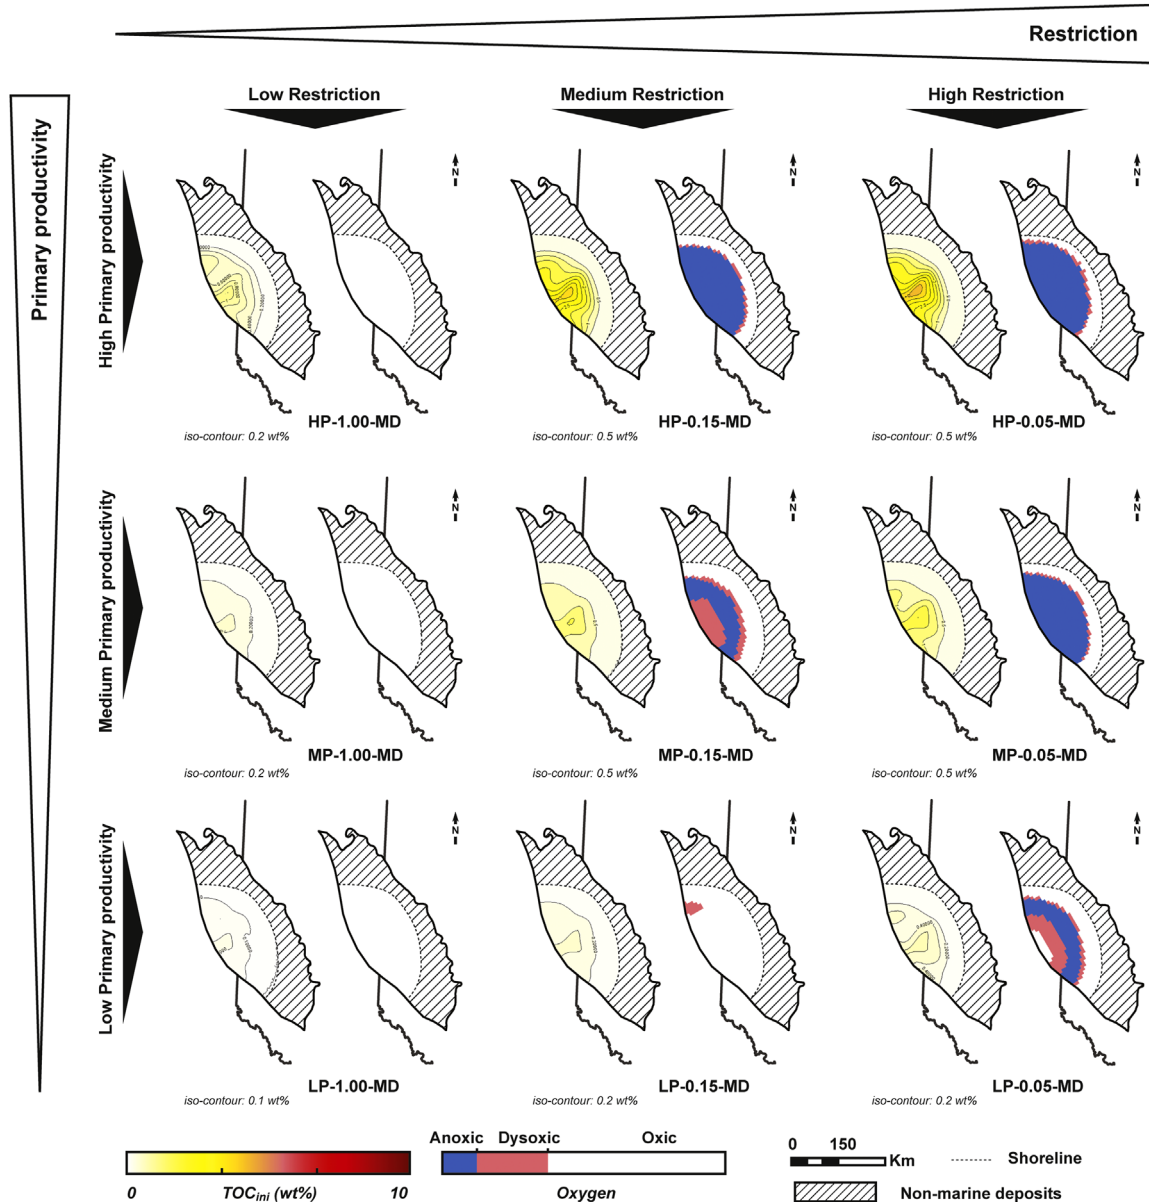 Restriction
Low Restriction
Medium Restriction
High Restriction
Primary productivity
High Primary productivity
N
N
N
HP-1.00-MD
HP-0.15-MD
HP-0.05-MD
iso-contour: 0.2 wt%
iso-contour: 0.5 wt%
iso-contour: 0.5 wt%
Medium Primary productivity
N
N
N
MP-1.00-MD
MP-0.15-MD
MP-0.05-MD
iso-contour: 0.2 wt%
iso-contour: 0.5 wt%
iso-contour: 0.5 wt%
Low Primary productivity
N
N
N
LP-1.00-MD
LP-0.15-MD
LP-0.05-MD
iso-contour: 0.1 wt%
iso-contour: 0.2 wt%
iso-contour: 0.2 wt%
Anoxic Dysoxic Oxic
0 150
Km
Shoreline
0 TOCini (wt%) 10
Oxygen
Non-marine deposits